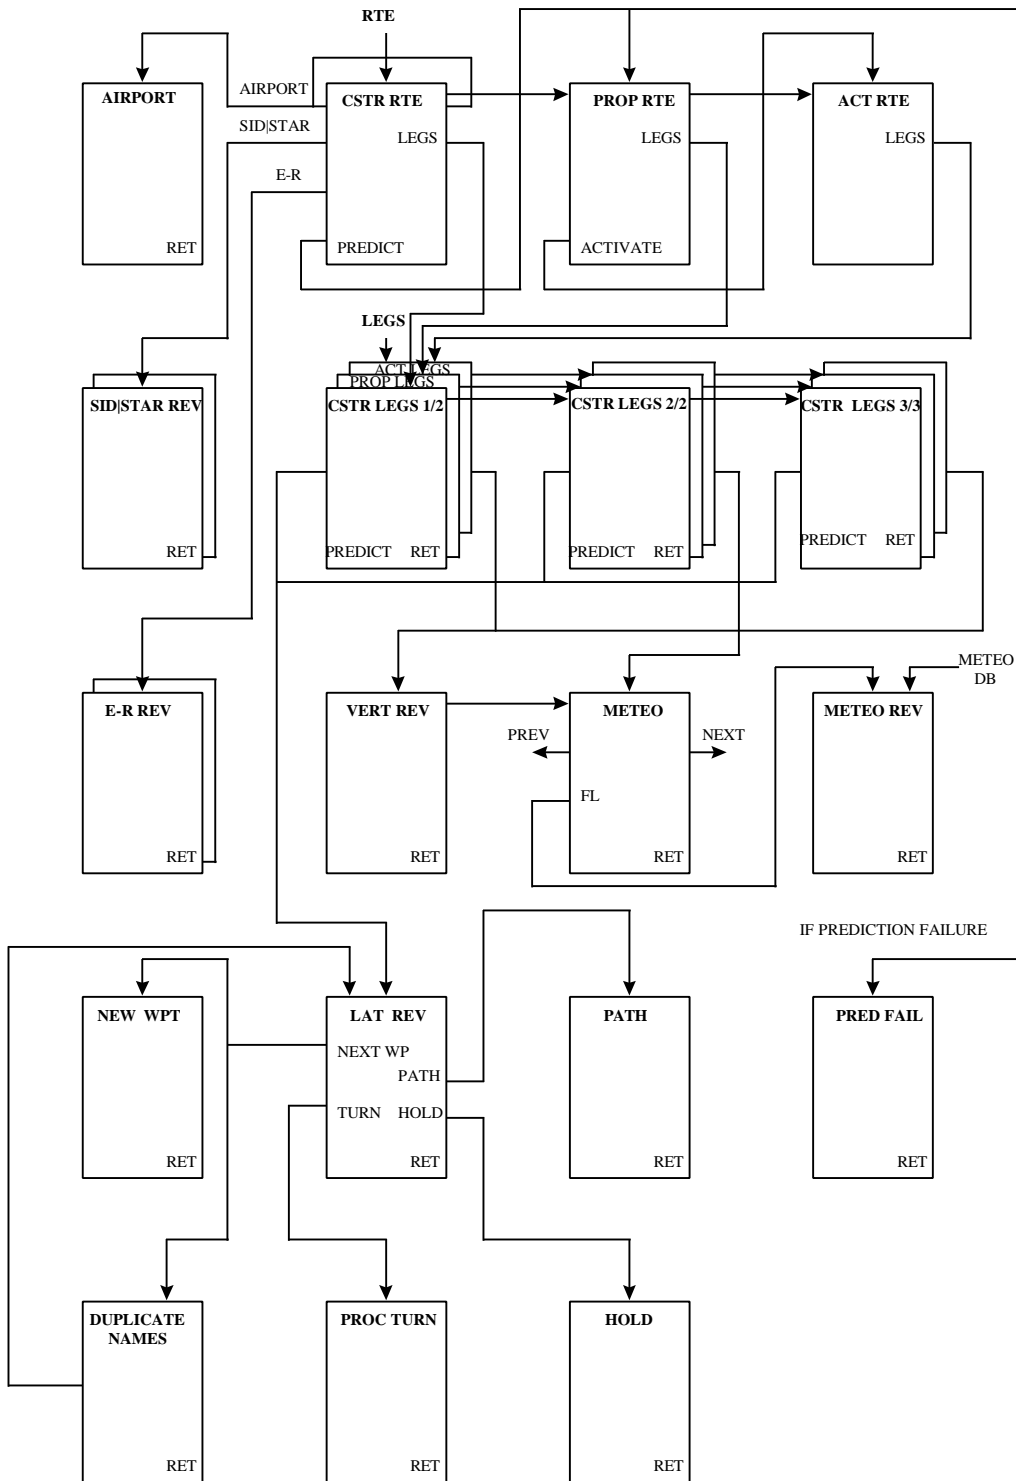 RTE
AIRPORT
AIRPORT
CSTR RTE
PROP RTE
ACT RTE
SID|STAR
LEGS
LEGS
LEGS
E-R
RET
PREDICT
ACTIVATE
LEGS
ACT LEGS
PROP LEGS
SID|STAR REV
CSTR LEGS 1/2
CSTR LEGS 2/2
CSTR LEGS 3/3
RET
PREDICT RET
PREDICT RET
PREDICT RET
METEO
DB
E-R REV
VERT REV
METEO
METEO REV
PREV
NEXT
FL
RET
RET
RET
RET
IF PREDICTION FAILURE
NEW WPT
LAT REV
PATH
PRED FAIL
NEXT WP
PATH
TURN HOLD
RET
RET
RET
RET
DUPLICATE
NAMES
PROC TURN
HOLD
RET
RET
RET